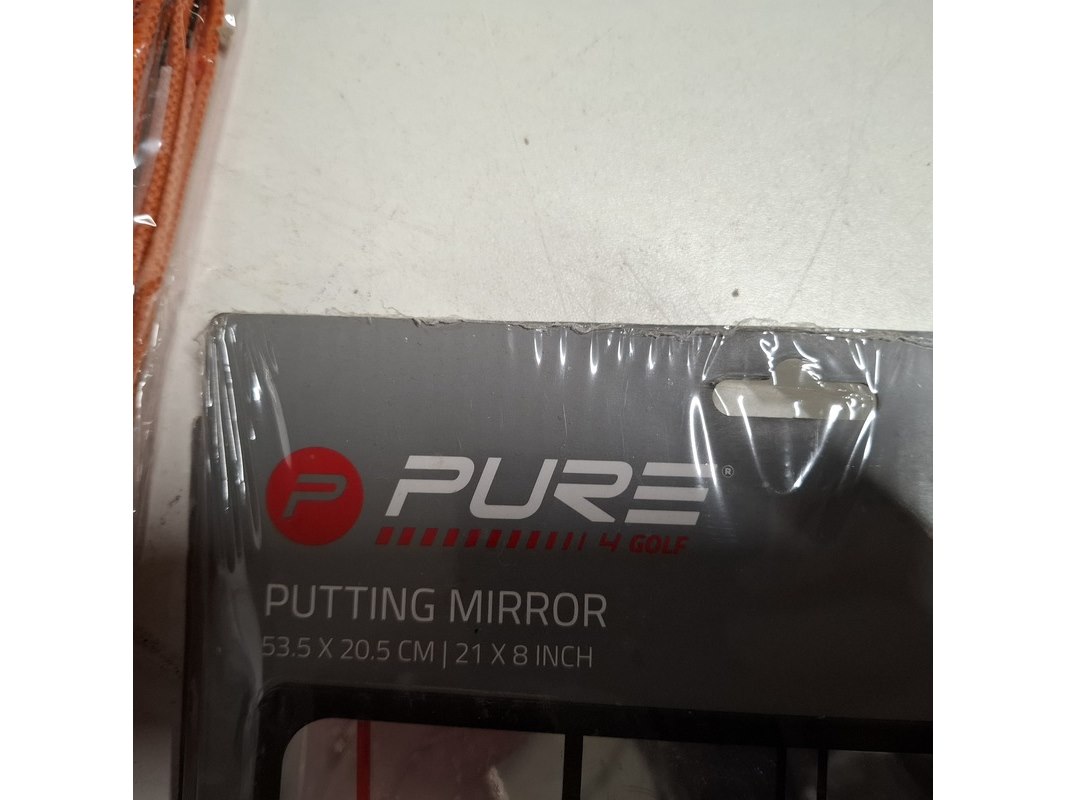 P PURE®
4 GOLF
PUTTING MIRROR
53.5 X 20.5 CM | 21 X 8 INCH